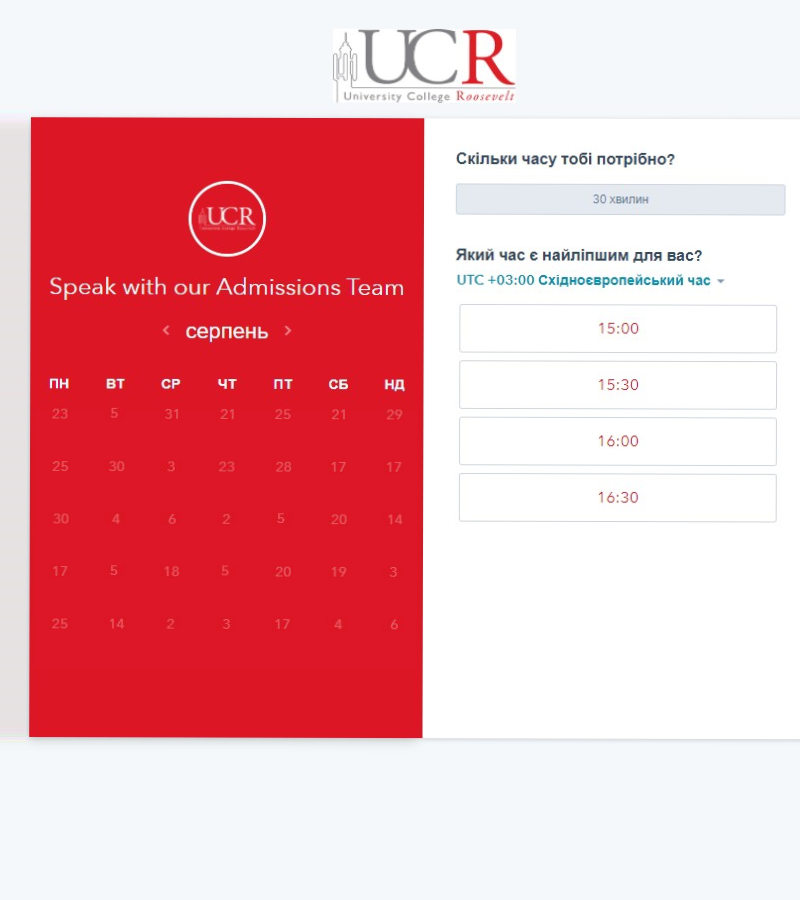 UCR
University College Roosevelt
UCR
Speak with our Admissions Team
серпень
ПН ВТ СР ЧТ ПТ СБ НД
23 5 31 21 25 21 29
25 30 3 23 28 17 17
30 4 6 2 5 20 14
17 5 18 5 20 19 3
25 14 2 3 17 4 6
Скільки часу тобі потрібно?
30 хвилин
Який час є найліпшим для вас?
UTC +03:00 Східноєвропейський час
15:00
15:30
16:00
16:30